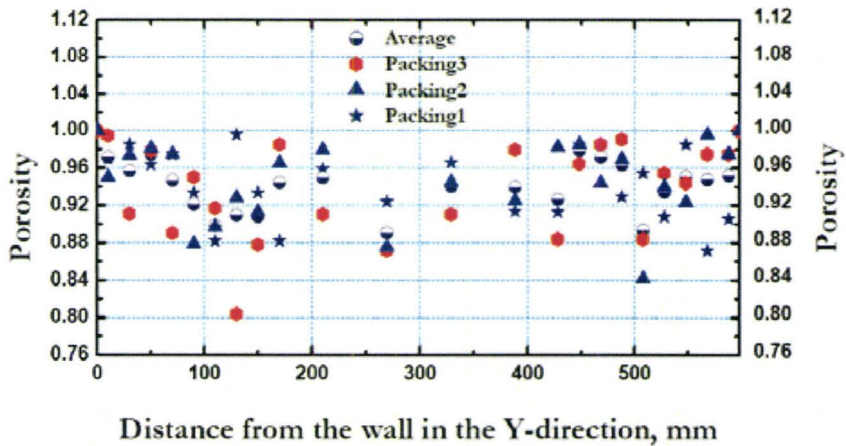 1.12 1.12
Average
1.08 1.08
Packing3
Packing2
1.04 1.04
Packing1
1.00 1.00
0.96 0.96
Porosity Porosity
0.92 0.92
0.88 0.88
0.84 0.84
0.80 0.80
0.76 0.76
0 100 200 300 400 500
Distance from the wall in the Y-direction, mm